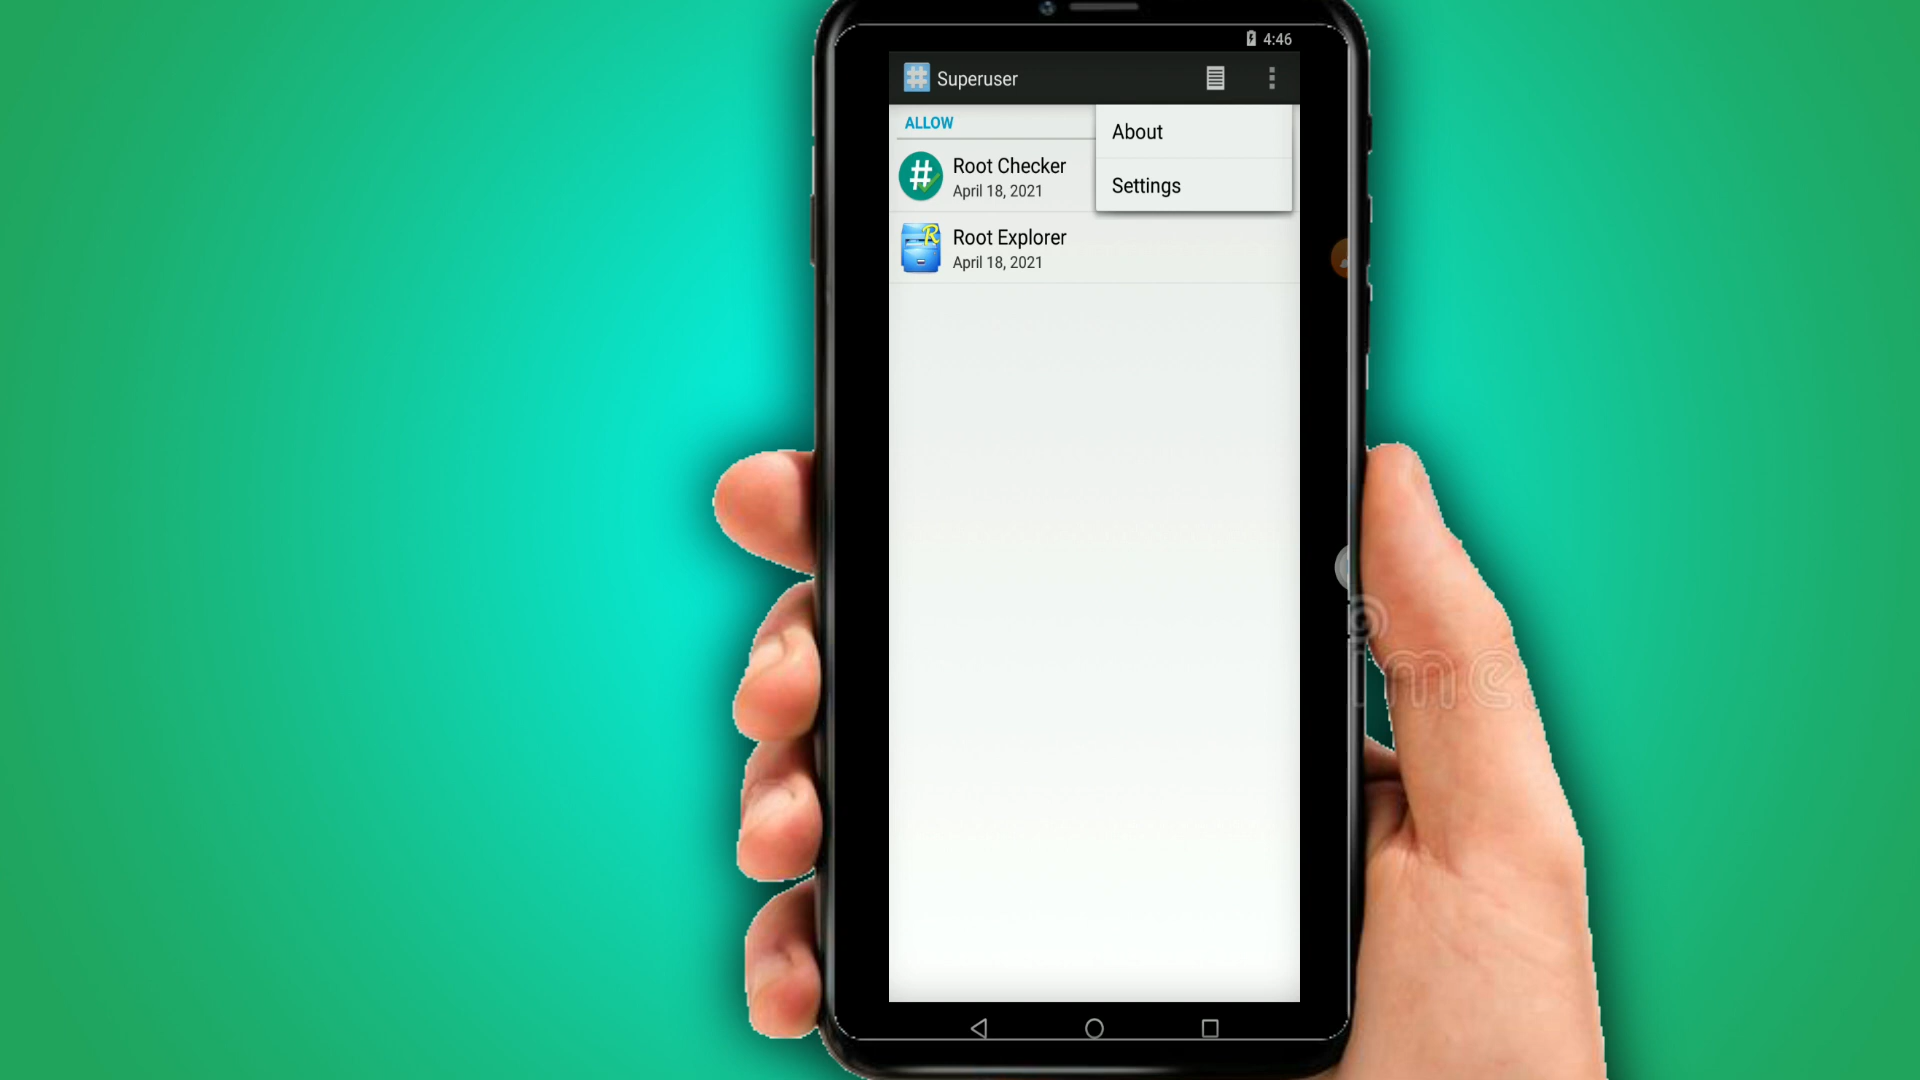 4:46
Superuser
ALLOW
About
Root Checker
April 18, 2021
Settings
Root Explorer
April 18, 2021